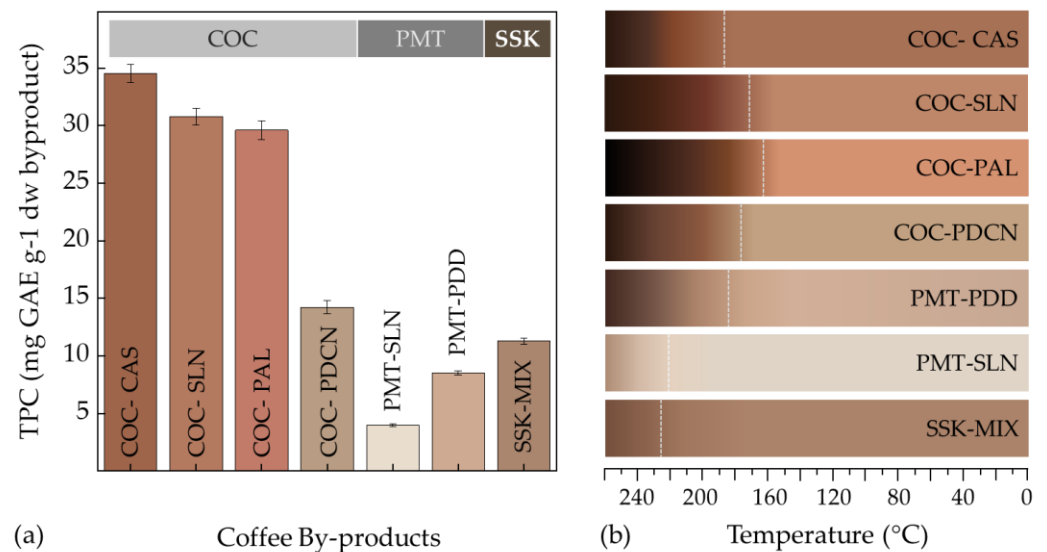 COC PMT SSK
TPC (mg GAE g-1 dw byproduct)
35
30
25
20
15
10
5
COC- CAS
COC- SLN
COC- PAL
COC- PDCN
PMT-SLN
PMT-PDD
SSK-MIX
(a) Coffee By-products
COC- CAS
COC-SLN
COC-PAL
COC-PDCN
PMT-PDD
PMT-SLN
SSK-MIX
240 200 160 120 80 40 0
(b) Temperature (°C)